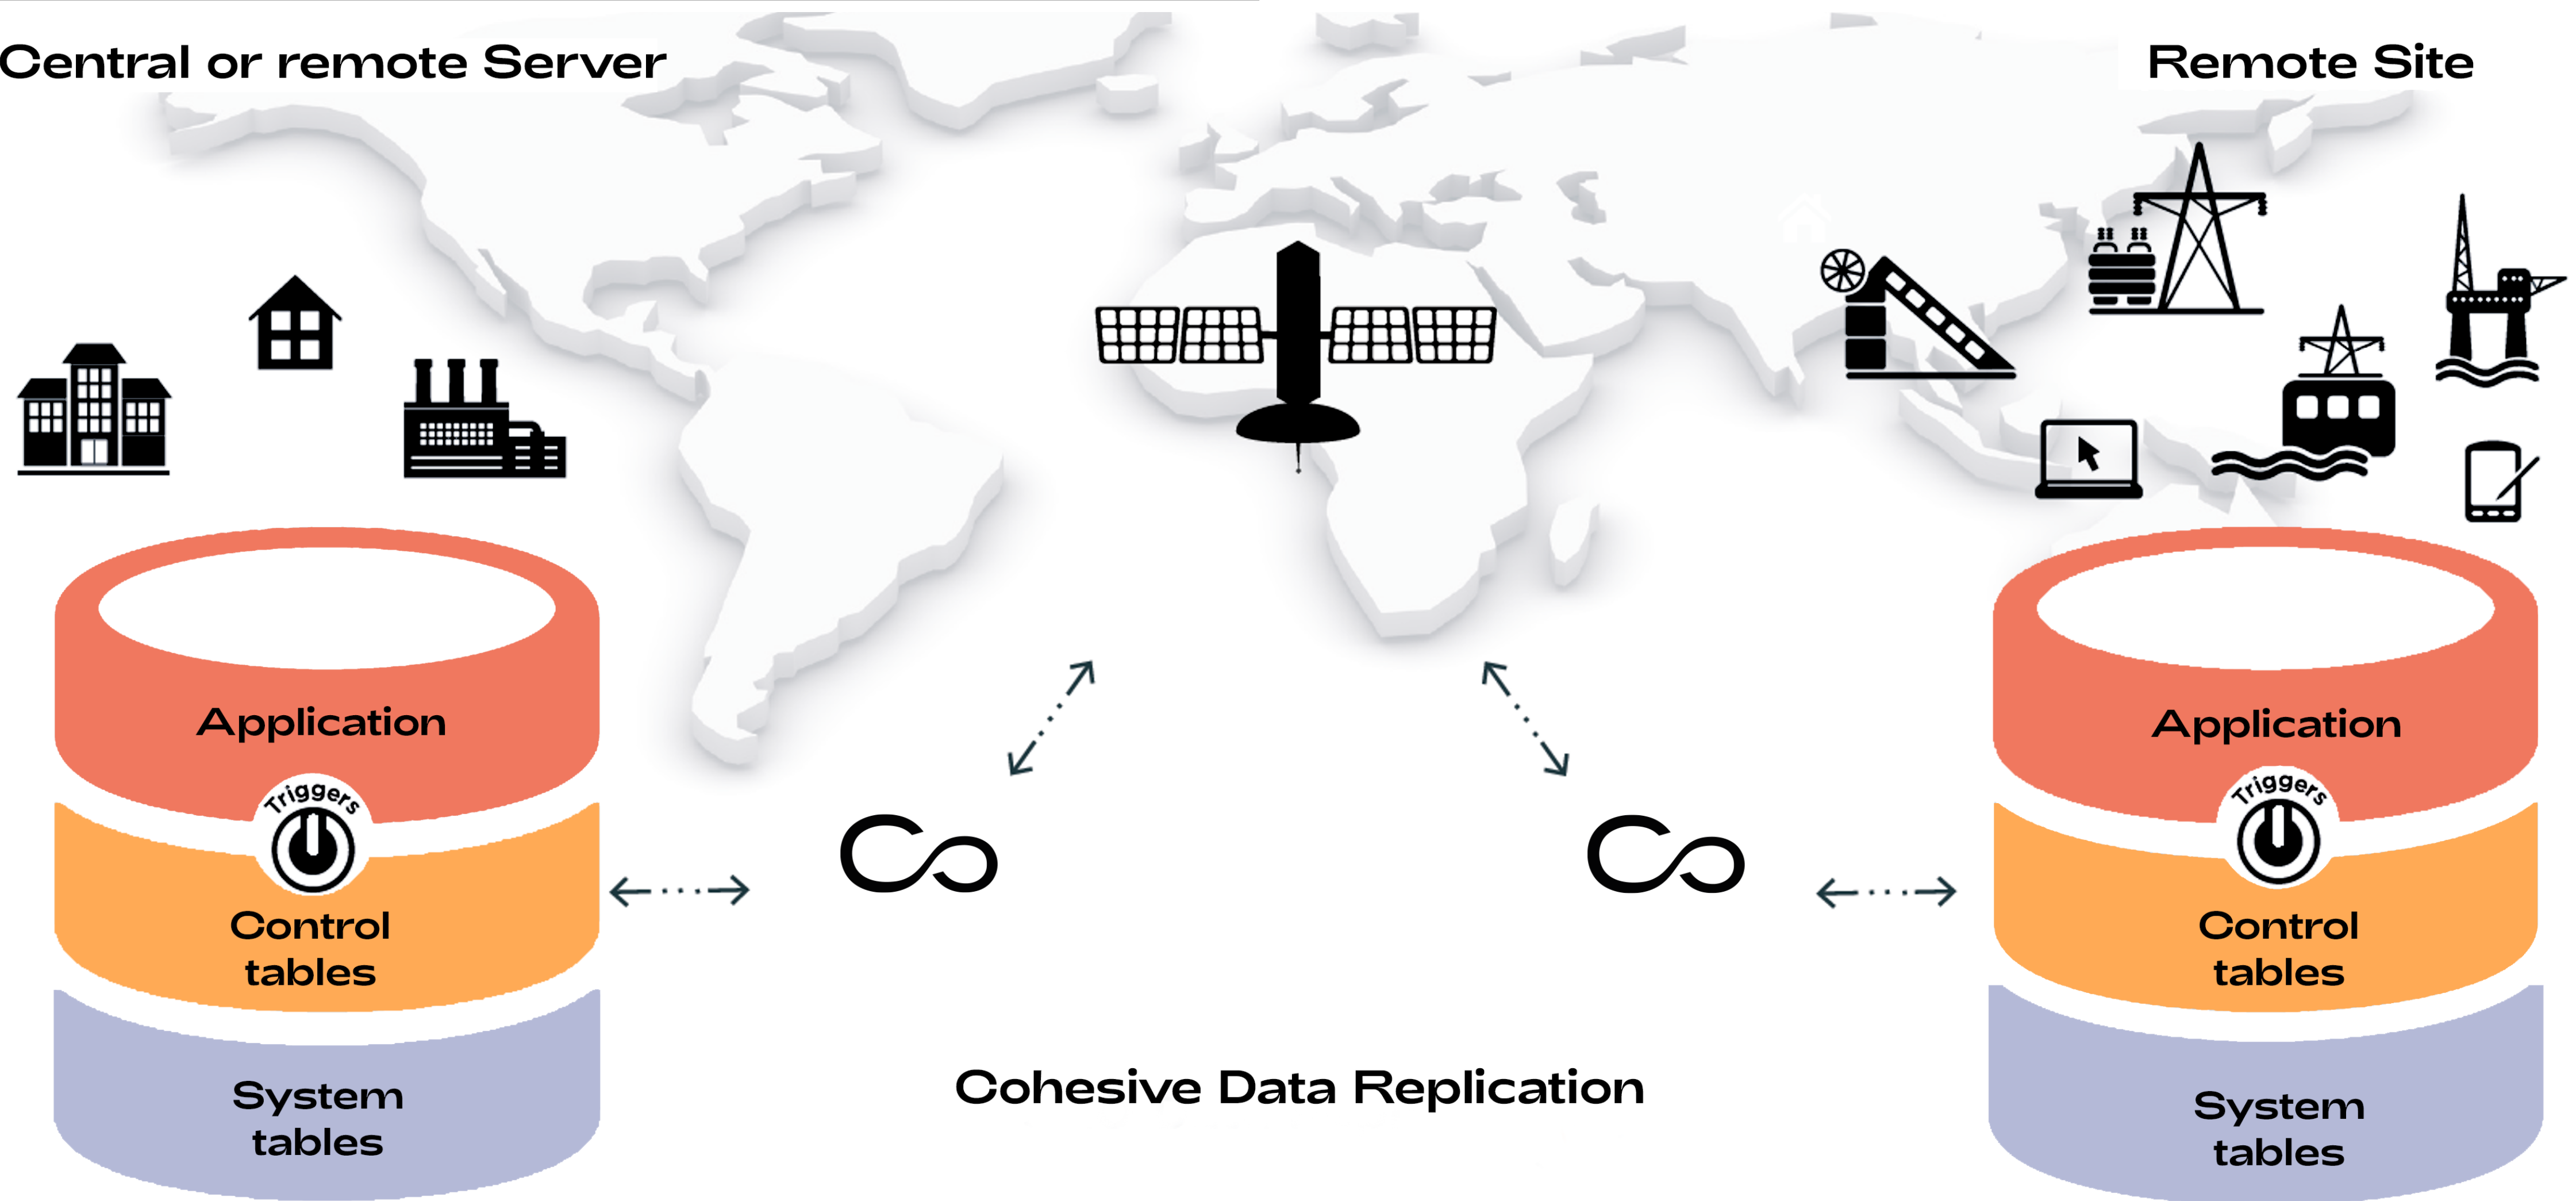 Central or remote Server
Remote Site
Application
Triggers
Control
tables
System
tables
Cohesive Data Replication
Application
Triggers
Control
tables
System
tables